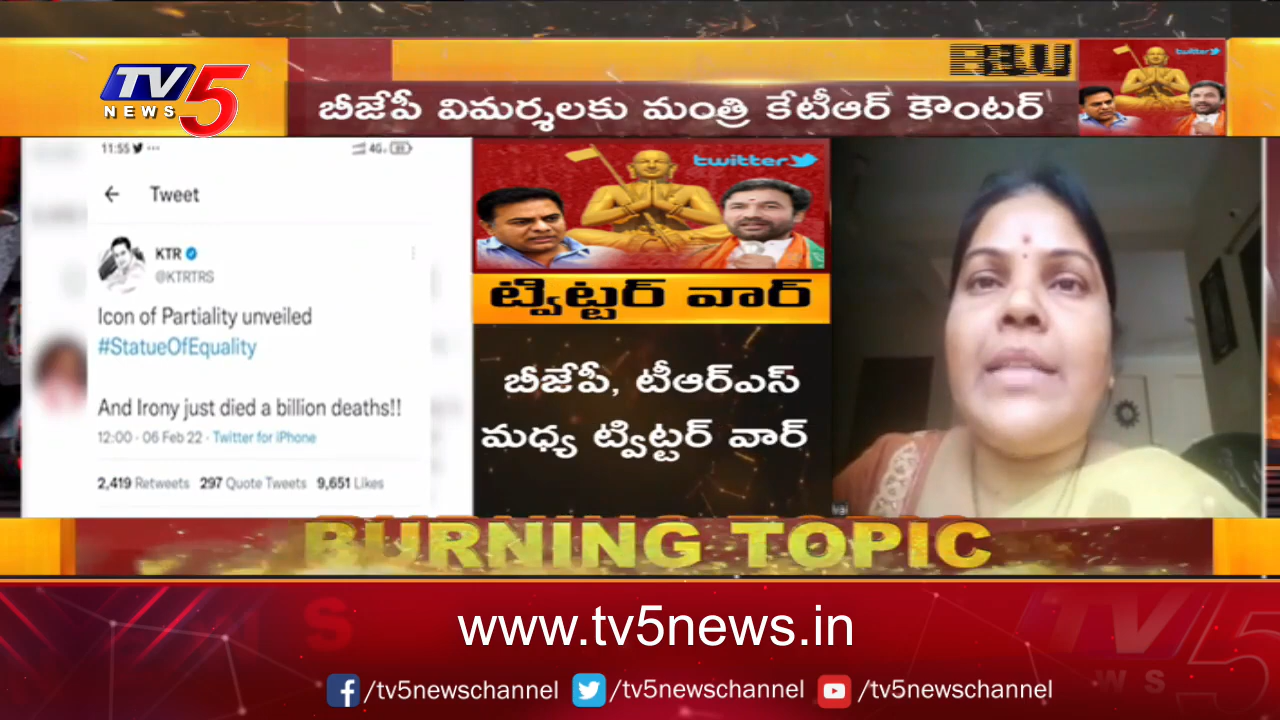 TV5
NEWS
బీజేపీ విమర్శలకు మంత్రి కేటీఆర్ కౌంటర్
twitter
11:55
4G
Tweet
KTR
@KTRTRS
Icon of Partiality unveiled
#StatueOfEquality
And Irony just died a billion deaths!!
12:00 · 06 Feb 22 · Twitter for iPhone
2,419 Retweets 297 Quote Tweets 9,651 Likes
twitter
ట్విట్టర్ వార్
బీజేపీ, టీఆర్ఎస్
మధ్య ట్విట్టర్ వార్
BURNING TOPIC
www.tv5news.in
/tv5newschannel /tv5newschannel /tv5newschannel